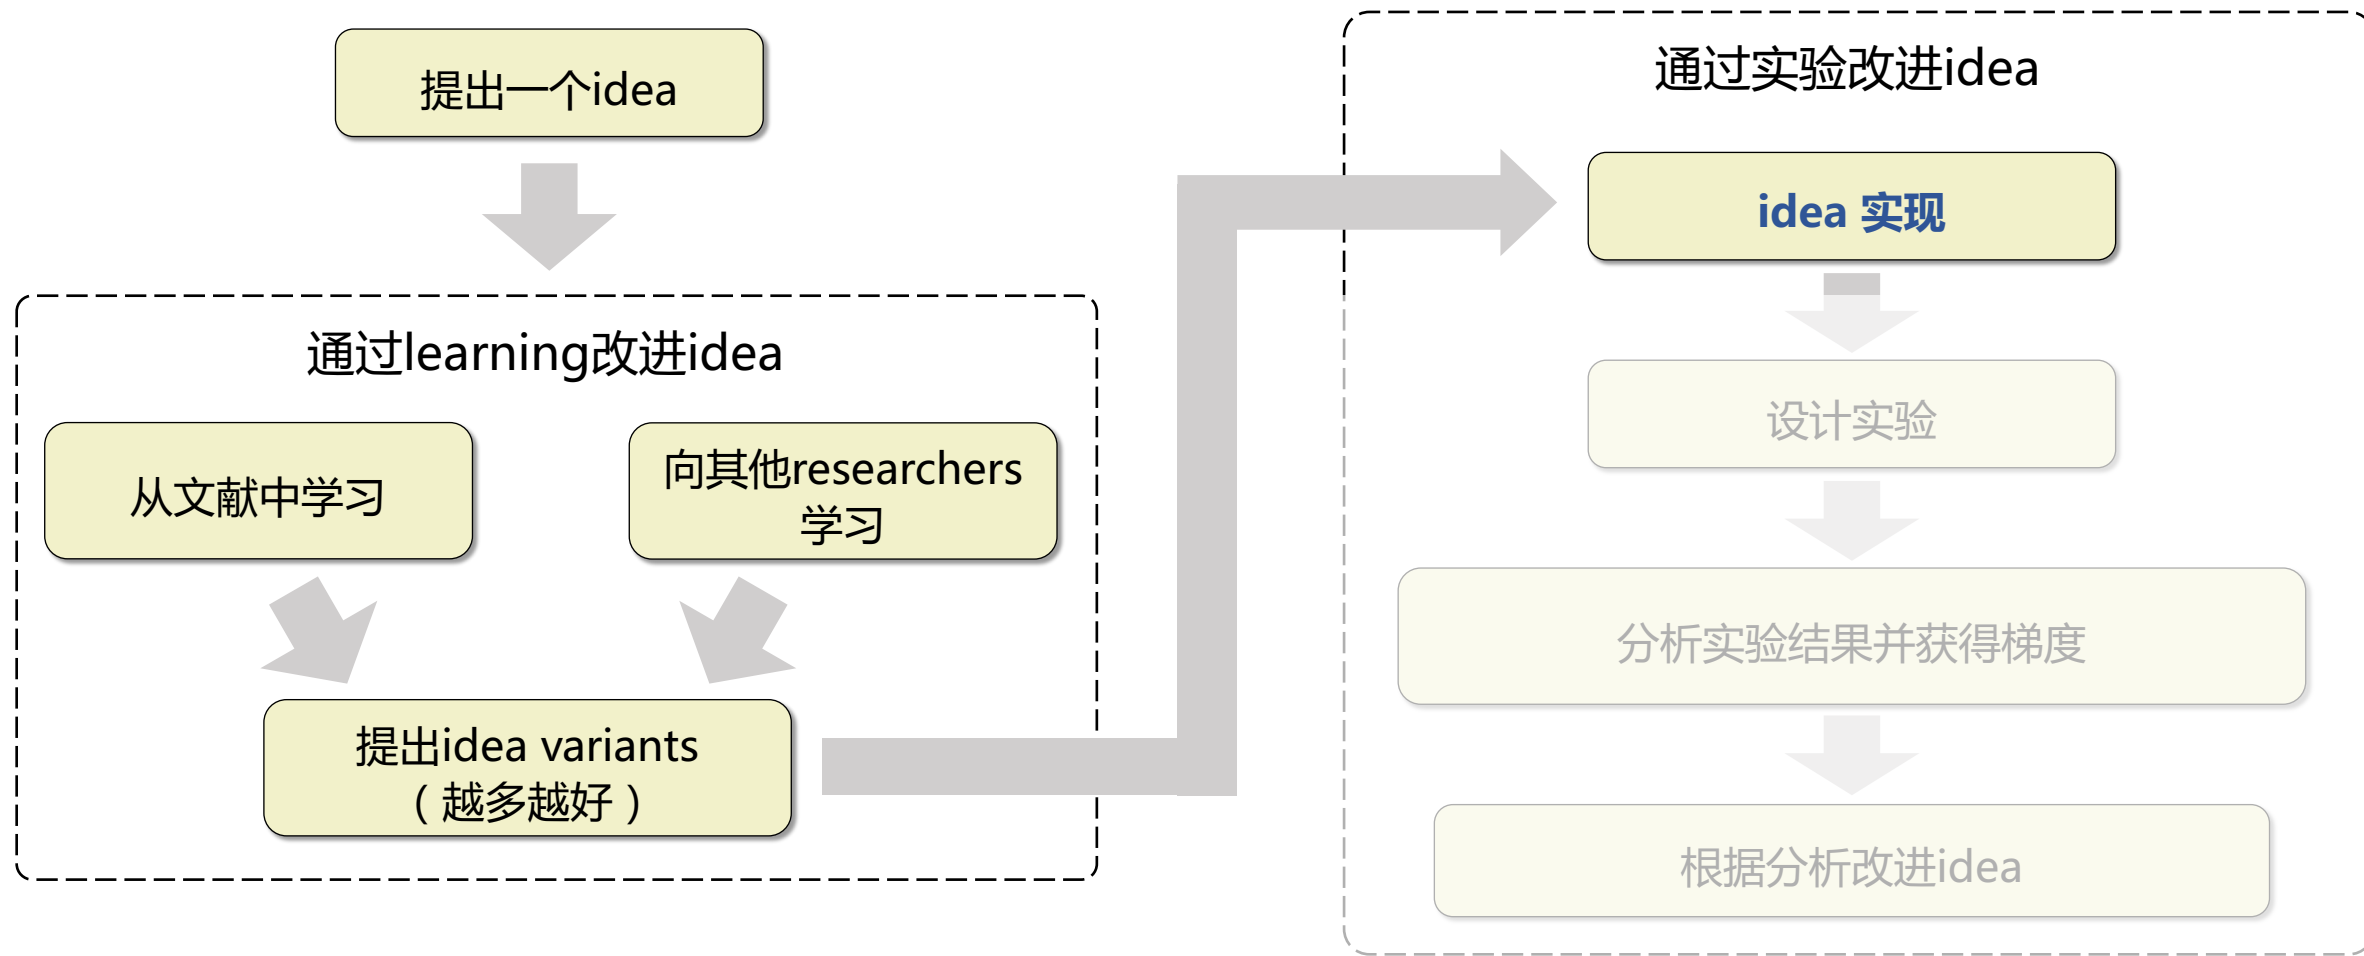 提出一个idea
通过learning改进idea
从文献中学习
向其他researchers
学习
提出idea variants
（越多越好）
通过实验改进idea
idea 实现
设计实验
分析实验结果并获得梯度
根据分析改进idea